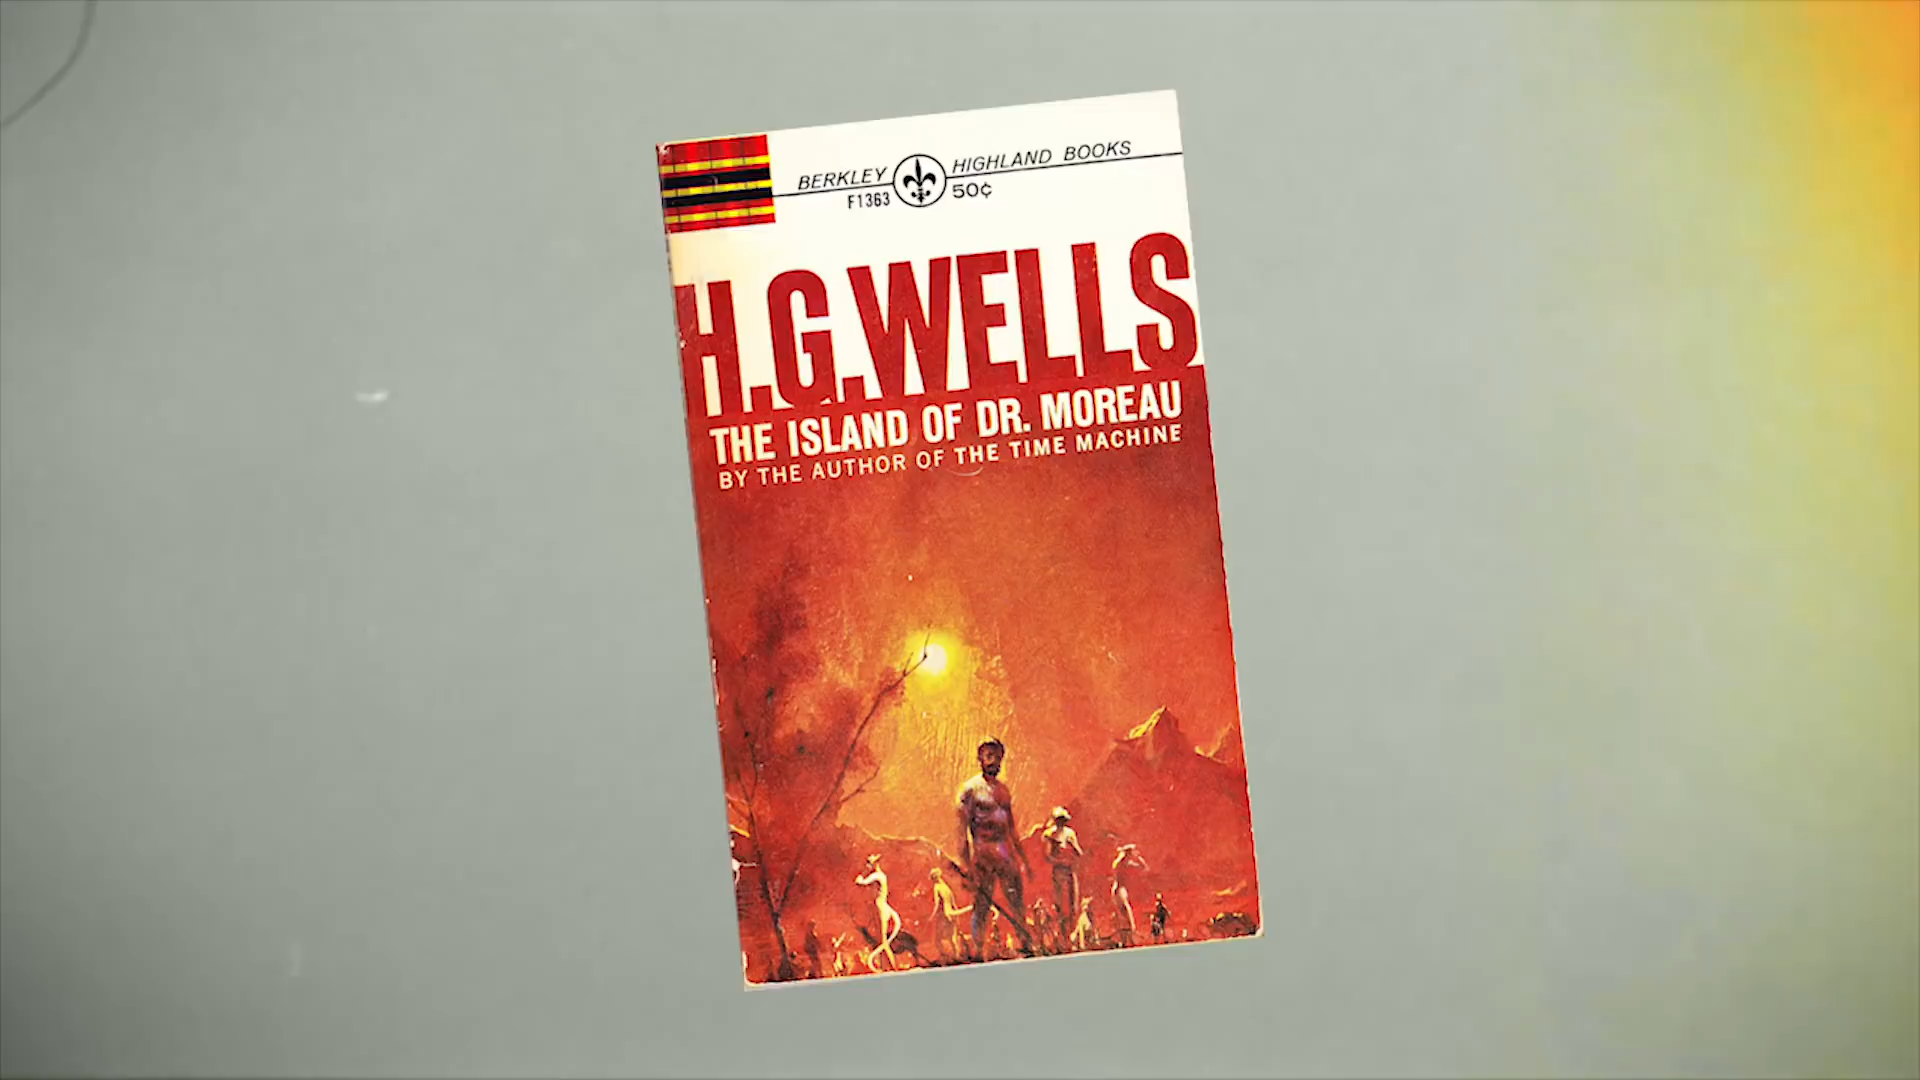 BERKLEY HIGHLAND BOOKS
F1363 50¢
H.G.WELLS
THE ISLAND OF DR. MOREAU
BY THE AUTHOR OF THE TIME MACHINE